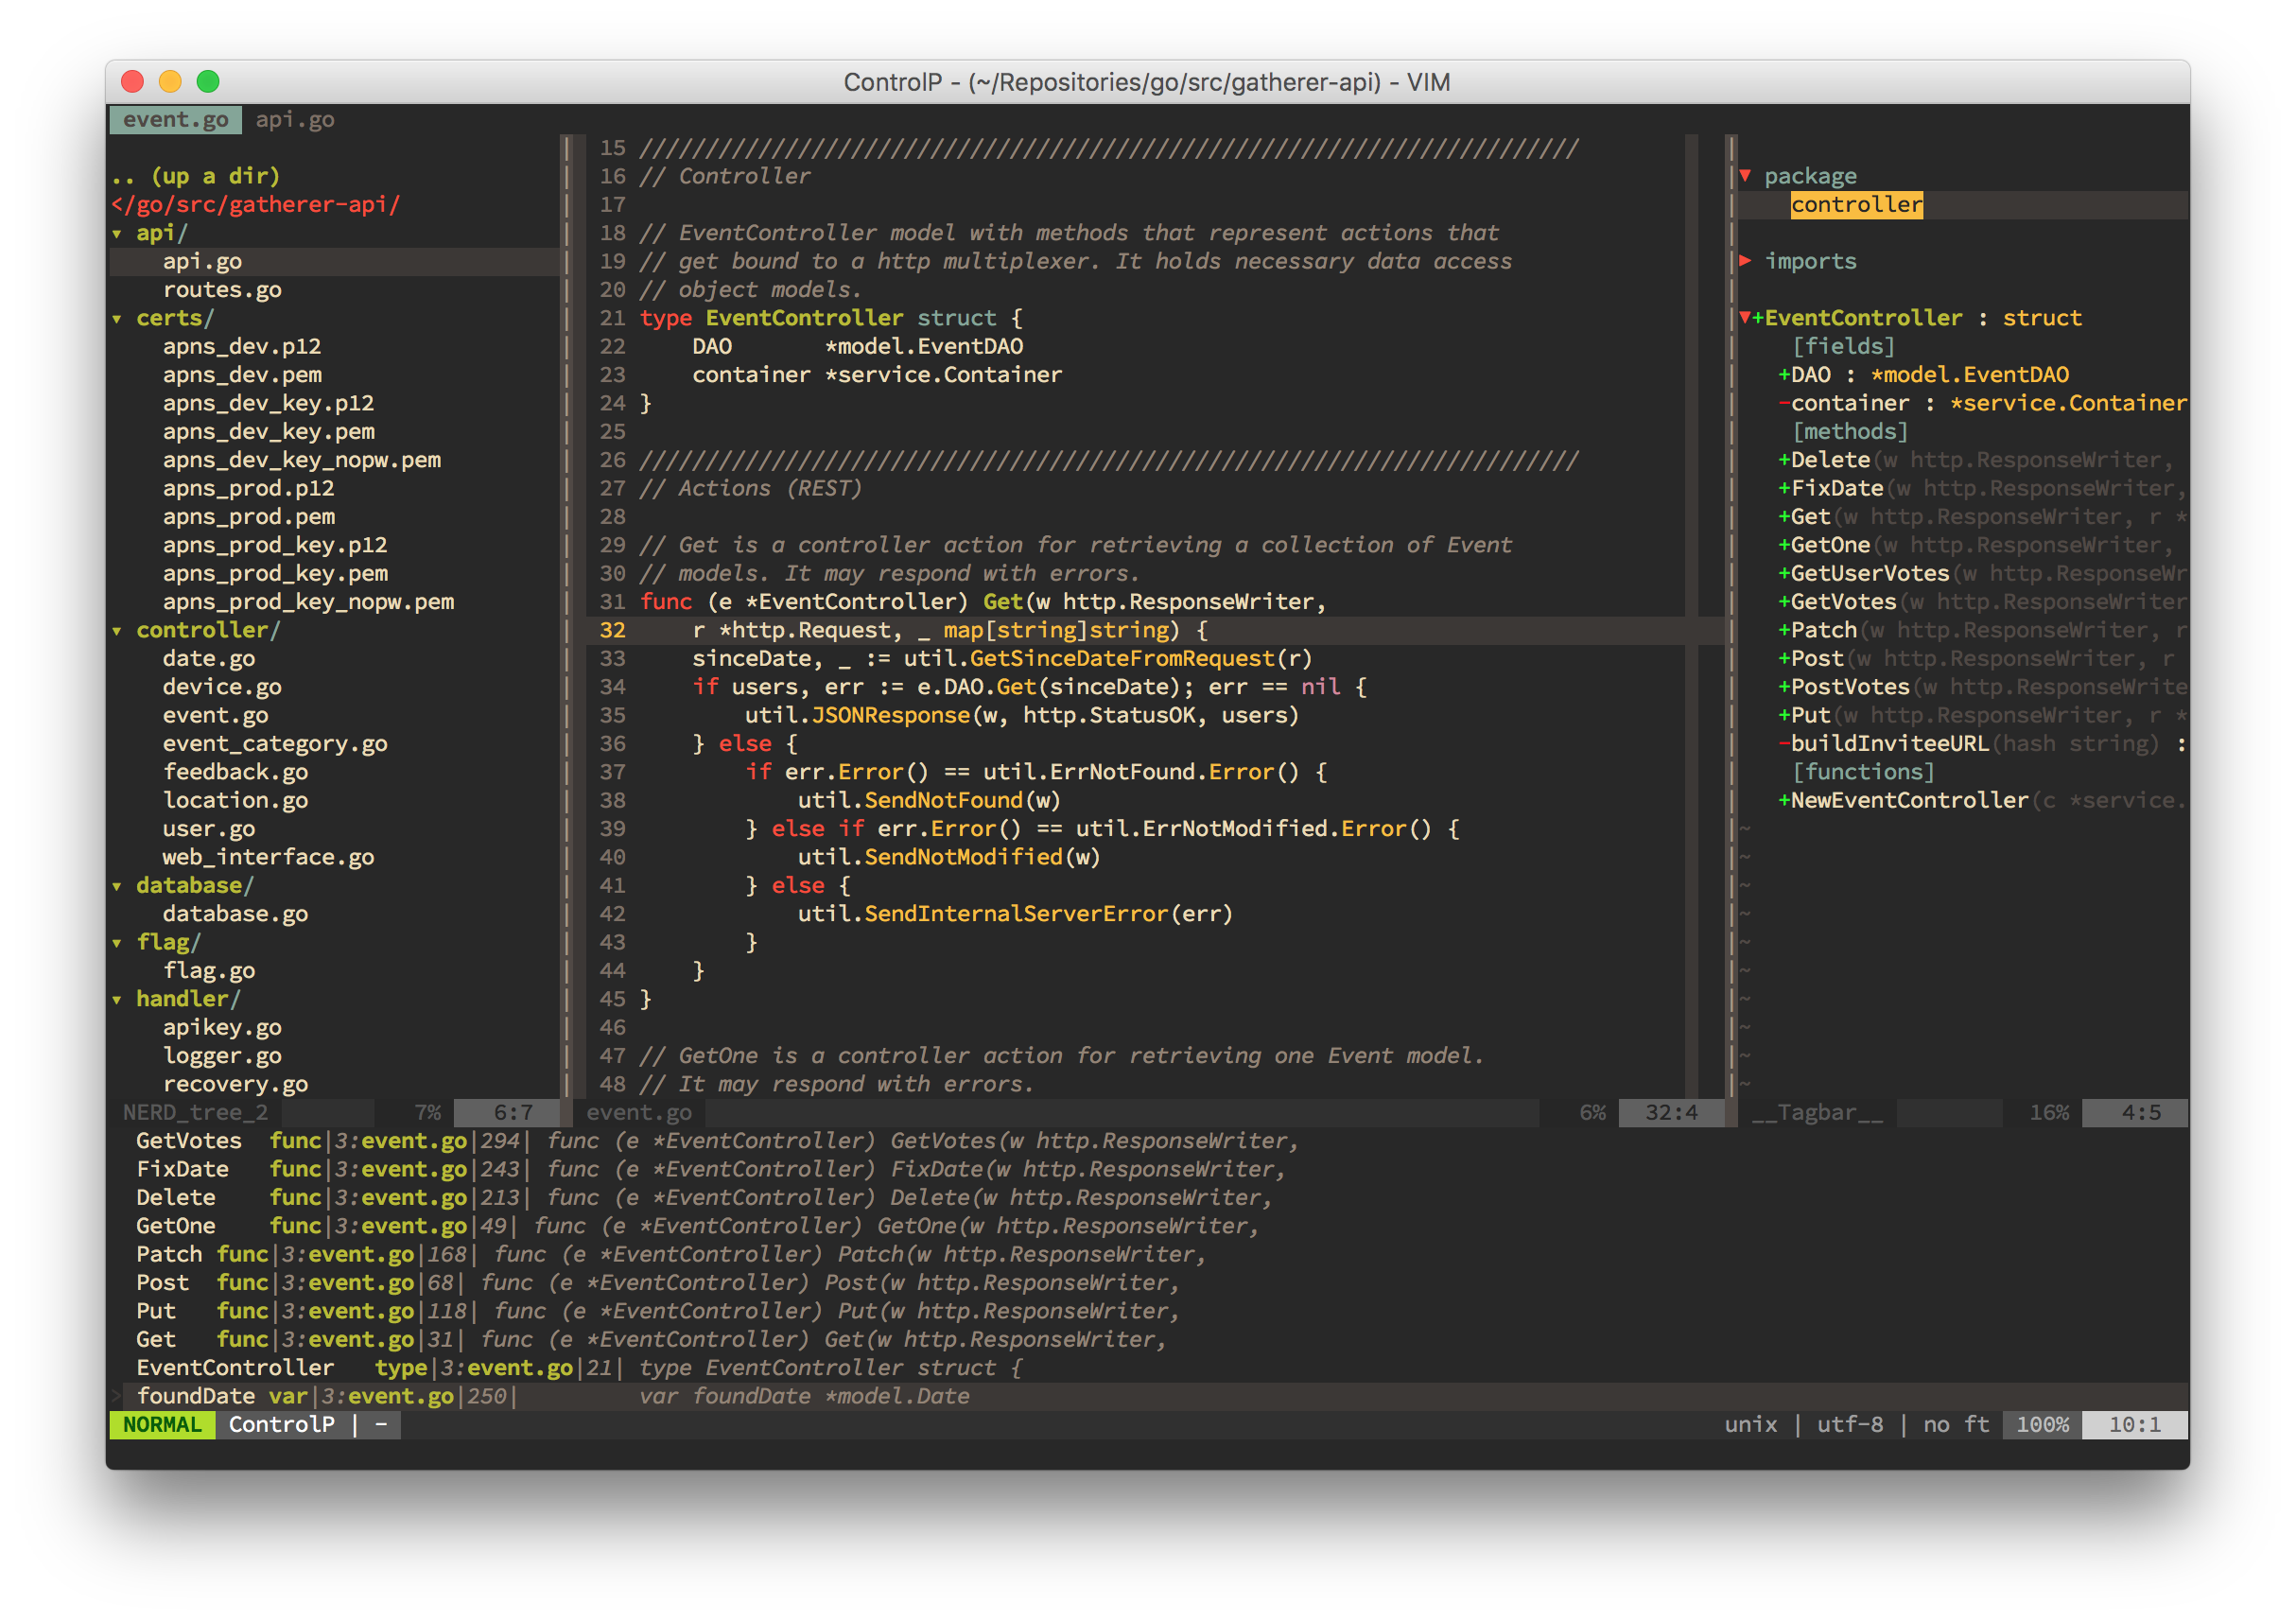 ControlP - (~/Repositories/go/src/gatherer-api) - VIM
event.go api.go
.. (up a dir)
</go/src/gatherer-api/
▾ api/
api.go
routes.go
▾ certs/
apns_dev.p12
apns_dev.pem
apns_dev_key.p12
apns_dev_key.pem
apns_dev_key_nopw.pem
apns_prod.p12
apns_prod.pem
apns_prod_key.p12
apns_prod_key.pem
apns_prod_key_nopw.pem
▾ controller/
date.go
device.go
event.go
event_category.go
feedback.go
location.go
user.go
web_interface.go
▾ database/
database.go
▾ flag/
flag.go
▾ handler/
apikey.go
logger.go
recovery.go
NERD_tree_2 7% 6:7
15 ///////////////////////////////////////////////////////////////////////
16 // Controller
17
18 // EventController model with methods that represent actions that
19 // get bound to a http multiplexer. It holds necessary data access
20 // object models.
21 type EventController struct {
22     DAO       *model.EventDAO
23     container *service.Container
24 }
25
26 ///////////////////////////////////////////////////////////////////////
27 // Actions (REST)
28
29 // Get is a controller action for retrieving a collection of Event
30 // models. It may respond with errors.
31 func (e *EventController) Get(w http.ResponseWriter,
32     r *http.Request, _ map[string]string) {
33     sinceDate, _ := util.GetSinceDateFromRequest(r)
34     if users, err := e.DAO.Get(sinceDate); err == nil {
35         util.JSONResponse(w, http.StatusOK, users)
36     } else {
37         if err.Error() == util.ErrNotFound.Error() {
38             util.SendNotFound(w)
39         } else if err.Error() == util.ErrNotModified.Error() {
40             util.SendNotModified(w)
41         } else {
42             util.SendInternalServerError(err)
43         }
44     }
45 }
46
47 // GetOne is a controller action for retrieving one Event model.
48 // It may respond with errors.
event.go 6% 32:4
▼ package
controller
▶ imports
▼+EventController : struct
[fields]
+DAO : *model.EventDAO
-container : *service.Container
[methods]
+Delete(w http.ResponseWriter,
+FixDate(w http.ResponseWriter,
+Get(w http.ResponseWriter, r *
+GetOne(w http.ResponseWriter,
+GetUserVotes(w http.ResponseWr
+GetVotes(w http.ResponseWriter
+Patch(w http.ResponseWriter, r
+Post(w http.ResponseWriter, r
+PostVotes(w http.ResponseWrite
+Put(w http.ResponseWriter, r *
-buildInviteeURL(hash string) :
[functions]
+NewEventController(c *service.
~
~
~
~
~
~
~
~
~
~
__Tagbar__ 16% 4:5
GetVotes  func|3:event.go|294| func (e *EventController) GetVotes(w http.ResponseWriter,
FixDate   func|3:event.go|243| func (e *EventController) FixDate(w http.ResponseWriter,
Delete    func|3:event.go|213| func (e *EventController) Delete(w http.ResponseWriter,
GetOne    func|3:event.go|49| func (e *EventController) GetOne(w http.ResponseWriter,
Patch func|3:event.go|168| func (e *EventController) Patch(w http.ResponseWriter,
Post  func|3:event.go|68| func (e *EventController) Post(w http.ResponseWriter,
Put   func|3:event.go|118| func (e *EventController) Put(w http.ResponseWriter,
Get   func|3:event.go|31| func (e *EventController) Get(w http.ResponseWriter,
EventController   type|3:event.go|21| type EventController struct {
> foundDate var|3:event.go|250|         var foundDate *model.Date
NORMAL ControlP | - unix | utf-8 | no ft 100% 10:1